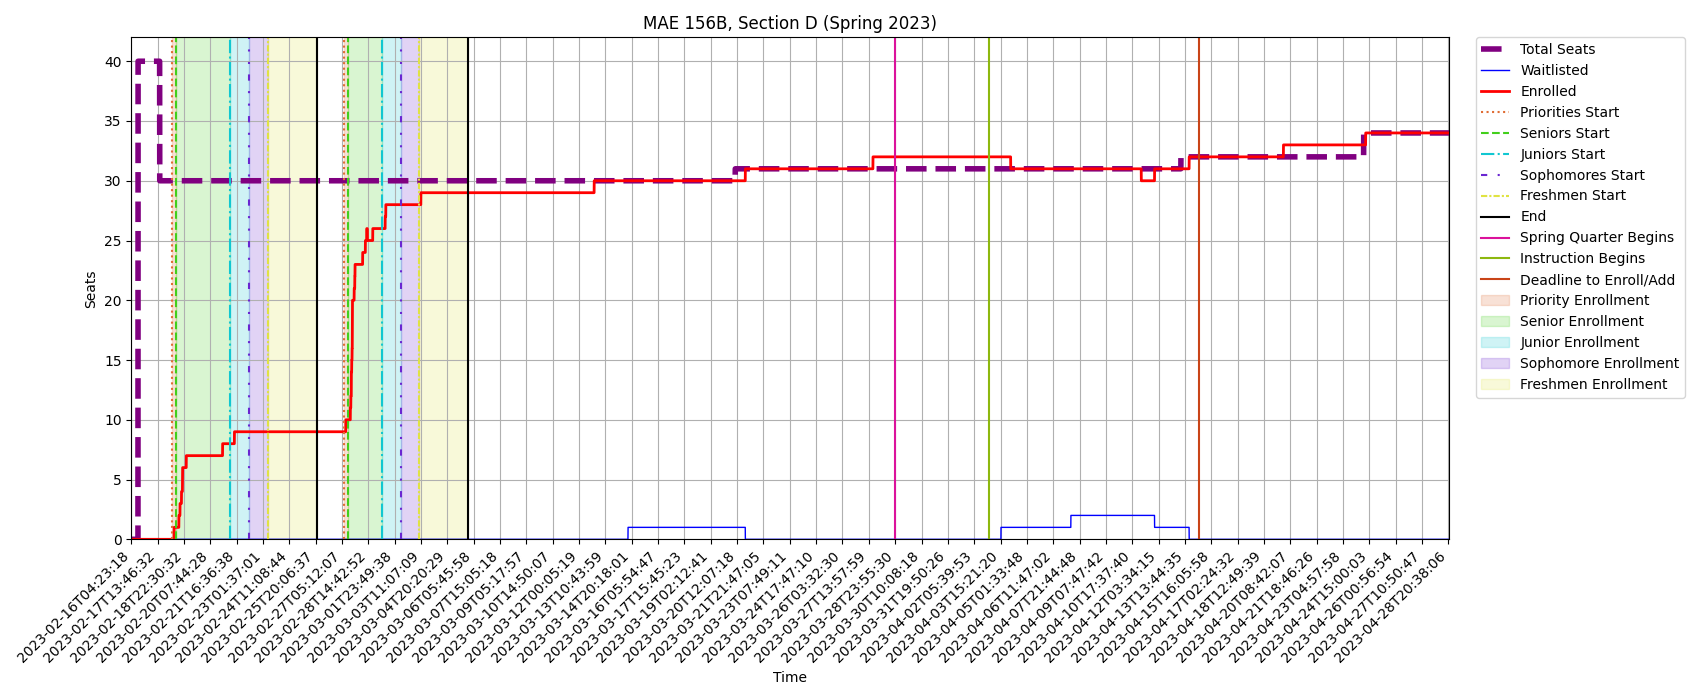 MAE 156B, Section D (Spring 2023)
40
35
30
25
20
15
10
5
0
Seats
2023-02-16T04:23:18
2023-02-17T13:46:32
2023-02-18T22:30:32
2023-02-20T07:44:28
2023-02-21T16:36:38
2023-02-23T01:37:01
2023-02-24T11:08:44
2023-02-25T20:06:37
2023-02-27T05:12:07
2023-02-28T14:42:52
2023-03-01T23:49:38
2023-03-03T11:07:09
2023-03-04T20:20:29
2023-03-06T05:45:58
2023-03-07T15:05:18
2023-03-09T05:17:57
2023-03-10T14:50:07
2023-03-12T00:05:19
2023-03-13T10:43:59
2023-03-14T20:18:01
2023-03-16T05:54:47
2023-03-17T15:45:23
2023-03-19T02:12:41
2023-03-20T12:07:18
2023-03-21T21:47:05
2023-03-23T07:49:11
2023-03-24T17:47:10
2023-03-26T03:32:30
2023-03-27T13:57:59
2023-03-28T23:55:30
2023-03-30T10:08:18
2023-03-31T19:50:26
2023-04-02T05:39:53
2023-04-03T15:21:20
2023-04-05T01:33:48
2023-04-06T11:47:02
2023-04-07T21:44:48
2023-04-09T07:47:42
2023-04-10T17:37:40
2023-04-12T03:34:15
2023-04-13T13:44:35
2023-04-15T16:05:58
2023-04-17T02:24:32
2023-04-18T12:49:39
2023-04-20T08:42:07
2023-04-21T18:46:26
2023-04-23T04:57:58
2023-04-24T15:00:03
2023-04-26T00:56:54
2023-04-27T10:50:47
2023-04-28T20:38:06
Time
Total Seats
Waitlisted
Enrolled
Priorities Start
Seniors Start
Juniors Start
Sophomores Start
Freshmen Start
End
Spring Quarter Begins
Instruction Begins
Deadline to Enroll/Add
Priority Enrollment
Senior Enrollment
Junior Enrollment
Sophomore Enrollment
Freshmen Enrollment